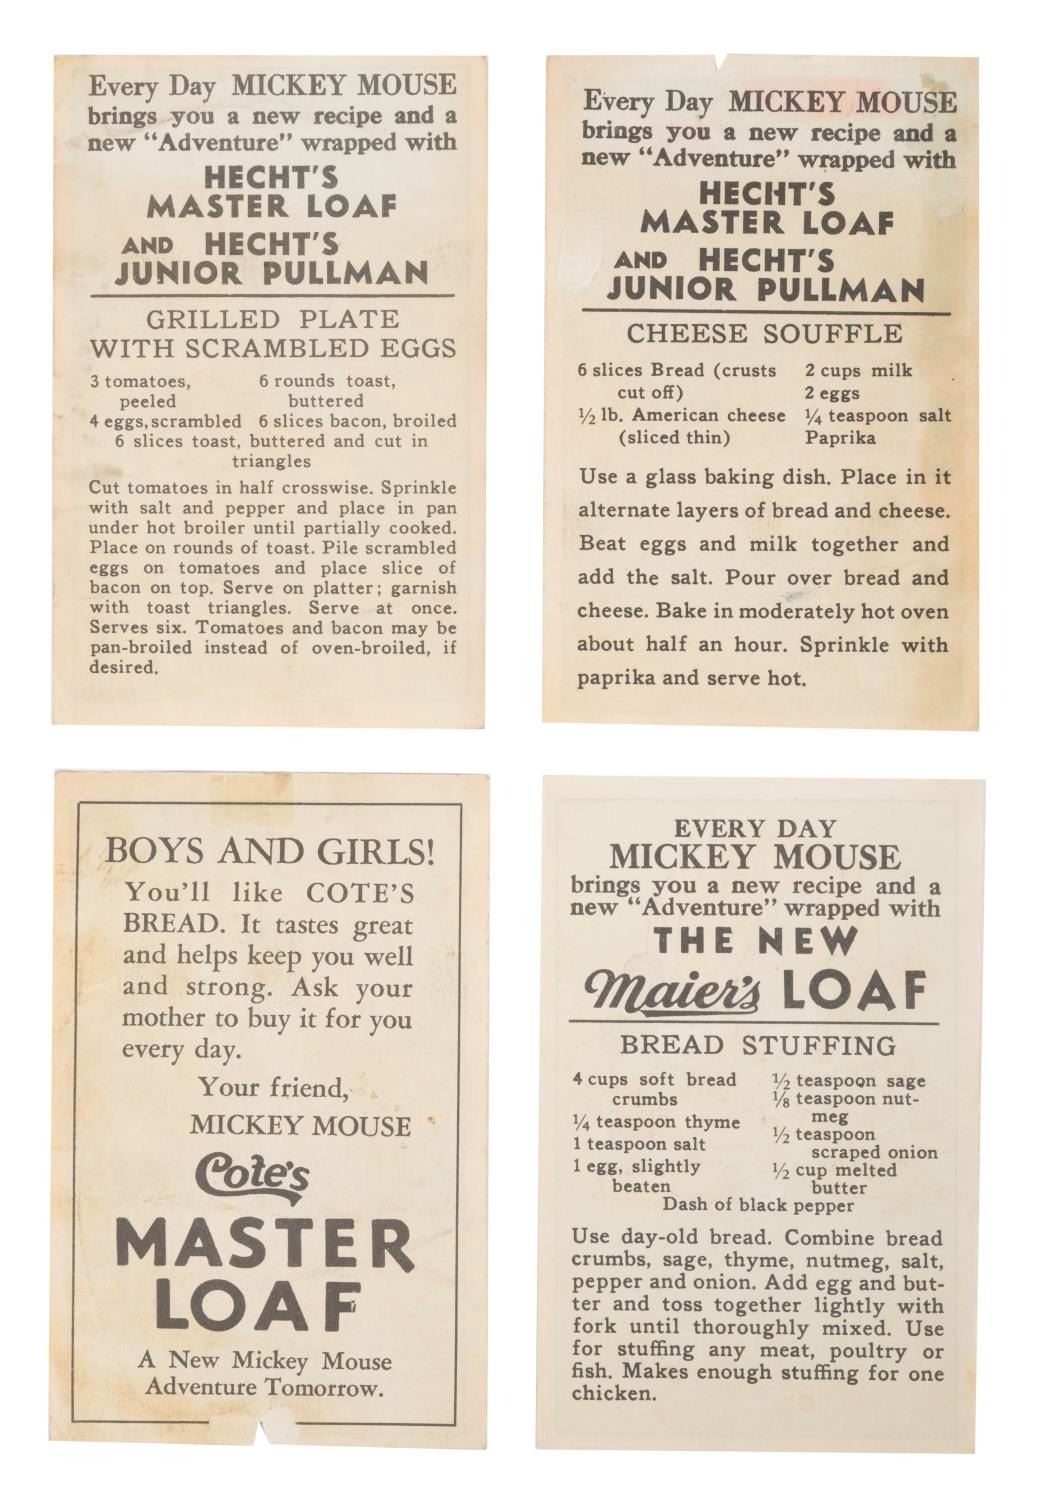 Every Day MICKEY MOUSE
brings you a new recipe and a
new "Adventure" wrapped with
HECHT'S
MASTER LOAF
AND HECHT'S
JUNIOR PULLMAN
GRILLED PLATE
WITH SCRAMBLED EGGS
3 tomatoes,
peeled
4 eggs, scrambled
6 rounds toast,
buttered
6 slices bacon, broiled
6 slices toast, buttered and cut in
triangles
Cut tomatoes in half crosswise. Sprinkle
with salt and pepper and place in pan
under hot broiler until partially cooked.
Place on rounds of toast. Pile scrambled
eggs on tomatoes and place slice of
bacon on top. Serve on platter; garnish
with toast triangles. Serve at once.
Serves six. Tomatoes and bacon may be
pan-broiled instead of oven-broiled, if
desired.
Every Day MICKEY MOUSE
brings you a new recipe and a
new "Adventure" wrapped with
HECHT'S
MASTER LOAF
AND HECHT'S
JUNIOR PULLMAN
CHEESE SOUFFLE
6 slices Bread (crusts
cut off)
½ lb. American cheese
(sliced thin)
2 cups milk
2 eggs
¼ teaspoon salt
Paprika
Use a glass baking dish. Place in it
alternate layers of bread and cheese.
Beat eggs and milk together and
add the salt. Pour over bread and
cheese. Bake in moderately hot oven
about half an hour. Sprinkle with
paprika and serve hot.
BOYS AND GIRLS!
You'll like COTE'S
BREAD. It tastes great
and helps keep you well
and strong. Ask your
mother to buy it for you
every day.
Your friend,
MICKEY MOUSE
Cote's
MASTER
LOAF
A New Mickey Mouse
Adventure Tomorrow.
EVERY DAY
MICKEY MOUSE
brings you a new recipe and a
new "Adventure" wrapped with
THE NEW
Maier's LOAF
BREAD STUFFING
4 cups soft bread
crumbs
¼ teaspoon thyme
1 teaspoon salt
1 egg, slightly
beaten
½ teaspoon sage
⅛ teaspoon nut-
meg
½ teaspoon
scraped onion
½ cup melted
butter
Dash of black pepper
Use day-old bread. Combine bread
crumbs, sage, thyme, nutmeg, salt,
pepper and onion. Add egg and but-
ter and toss together lightly with
fork until thoroughly mixed. Use
for stuffing any meat, poultry or
fish. Makes enough stuffing for one
chicken.